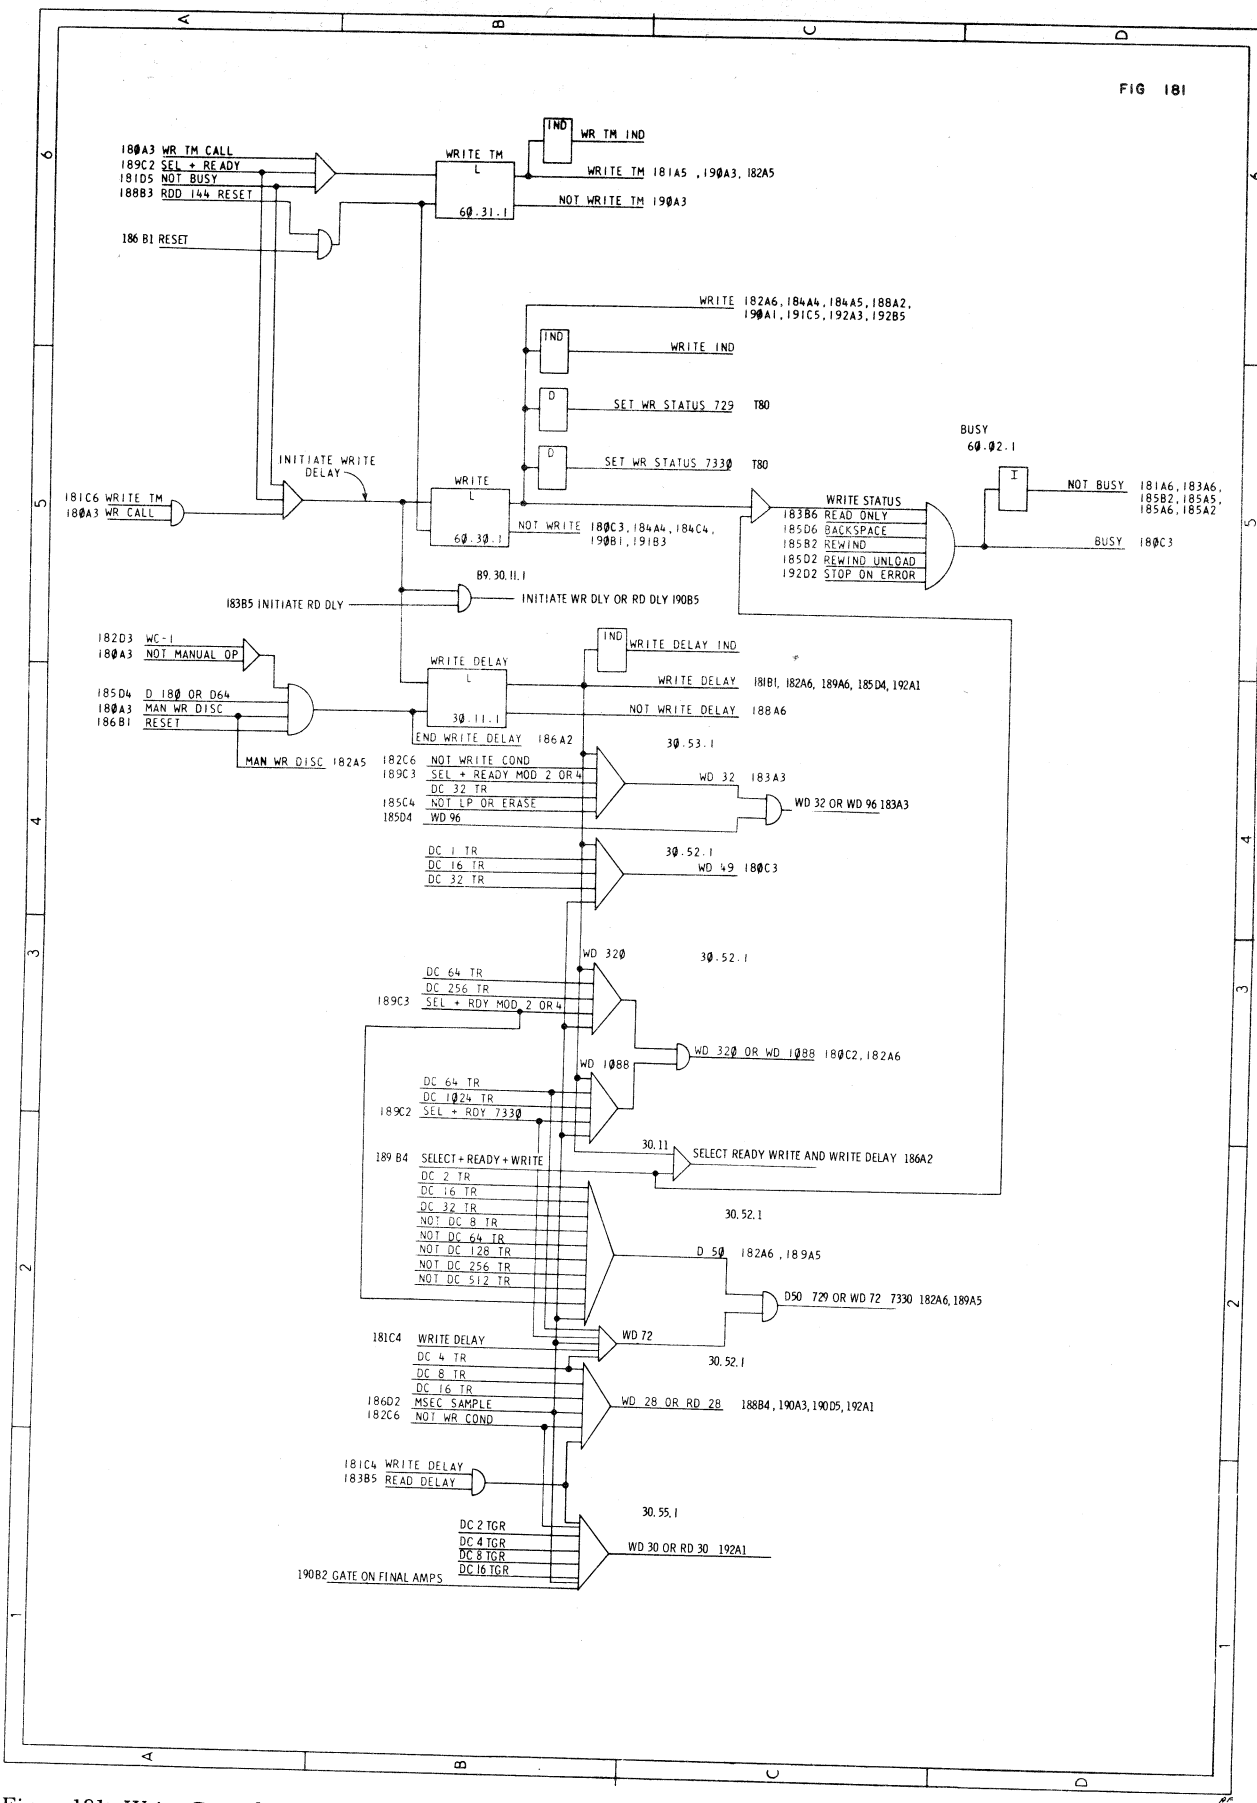 A B C D
FIG 181
6
IND WR TM IND
180A3 WR TM CALL
189C2 SEL + READY
181D5 NOT BUSY
188B3 RDD 144 RESET
186 B1 RESET
WRITE TM
L
60.31.1
WRITE TM 181A5 , 190A3, 182A5
NOT WRITE TM 190A3
WRITE 182A6, 184A4, 184A5, 188A2,
190A1, 191C5, 192A3, 192B5
IND WRITE IND
D SET WR STATUS 729 T80
D SET WR STATUS 7330 T80
INITIATE WRITE
DELAY
5
181C6 WRITE TM
180A3 WR CALL
WRITE
L
60.30.1
NOT WRITE 180C3, 184A4, 184C4,
190B1, 191B3
BUSY
60.02.1
I
WRITE STATUS
183B6 READ ONLY
185D6 BACKSPACE
185B2 REWIND
185D2 REWIND UNLOAD
192D2 STOP ON ERROR
NOT BUSY 181A6, 183A6,
185B2, 185A5,
185A6, 185A2
BUSY 180C3
5
B9.30.11.1
183B5 INITIATE RD DLY
INITIATE WR DLY OR RD DLY 190B5
182D3 WC-1
180A3 NOT MANUAL OP
185D4 D 180 OR D64
180A3 MAN WR DISC
186B1 RESET
MAN WR DISC 182A5
WRITE DELAY
L
30.11.1
IND WRITE DELAY IND
WRITE DELAY 181B1, 182A6, 189A6, 185D4, 192A1
NOT WRITE DELAY 188A6
END WRITE DELAY 186A2
30.53.1
182C6 NOT WRITE COND
189C3 SEL + READY MOD 2 OR 4
DC 32 TR
185C4 NOT LP OR ERASE
185D4 WD 96
WD 32 183A3
WD 32 OR WD 96 183A3
4
4
30.52.1
DC 1 TR
DC 16 TR
DC 32 TR
WD 49 180C3
3
3
WD 320
30.52.1
DC 64 TR
DC 256 TR
189C3 SEL + RDY MOD 2 OR 4
WD 320 OR WD 1088 180C2, 182A6
WD 1088
DC 64 TR
DC 1024 TR
189C2 SEL + RDY 7330
30.11
SELECT READY WRITE AND WRITE DELAY 186A2
189 B4 SELECT+READY+WRITE
DC 2 TR
DC 16 TR
DC 32 TR
NOT DC 8 TR
NOT DC 64 TR
NOT DC 128 TR
NOT DC 256 TR
NOT DC 512 TR
30.52.1
D 50 182A6 , 189A5
D50 729 OR WD 72 7330 182A6, 189A5
2
2
181C4 WRITE DELAY
WD 72
30.52.1
DC 4 TR
DC 8 TR
DC 16 TR
186D2 MSEC SAMPLE
182C6 NOT WR COND
WD 28 OR RD 28 188B4, 190A3, 190D5, 192A1
181C4 WRITE DELAY
183B5 READ DELAY
30.55.1
DC 2 TGR
DC 4 TGR
DC 8 TGR
DC 16 TGR
190B2 GATE ON FINAL AMPS
WD 30 OR RD 30 192A1
1
1
A B C D